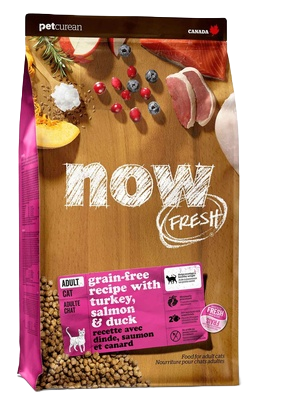 petcurean
CANADA
now
FRESH
ADULT
CAT
ADULTE
CHAT
grain-free
recipe with
turkey,
salmon
& duck
recette avec
dinde, saumon
et canard
FRESH
Food for adult cats
Nourriture pour chats adultes